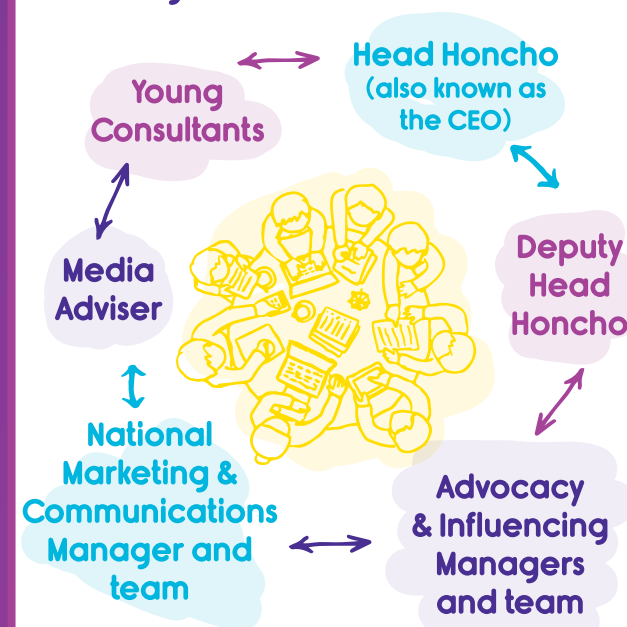 Head Honcho
(also known as
the CEO)
Young
Consultants
Deputy
Head
Honcho
Media
Adviser
National
Marketing &
Communications
Manager and
team
Advocacy
& Influencing
Managers
and team